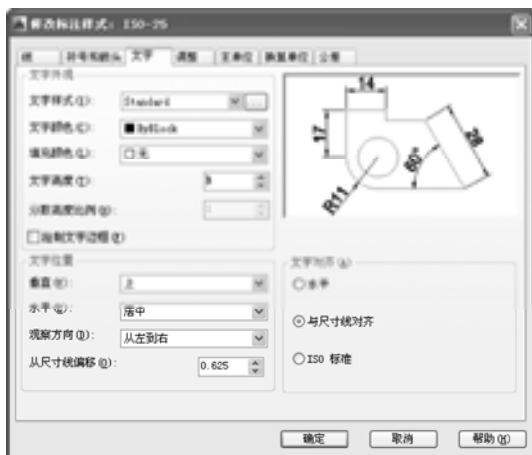 修改标注样式: ISO-25
线 符号和箭头 文字 调整 主单位 换算单位 公差
文字外观
文字样式(Y): Standard ...
文字颜色(C): ByBlock
填充颜色(L): 无
文字高度(T):
分数高度比例(H): 1
绘制文字边框(F)
14
17
28
60°
R11
文字位置
垂直(V): 上
水平(Z): 居中
观察方向(D): 从左到右
从尺寸线偏移(O): 0.625
文字对齐(A)
水平
与尺寸线对齐
ISO 标准
确定 取消 帮助(H)